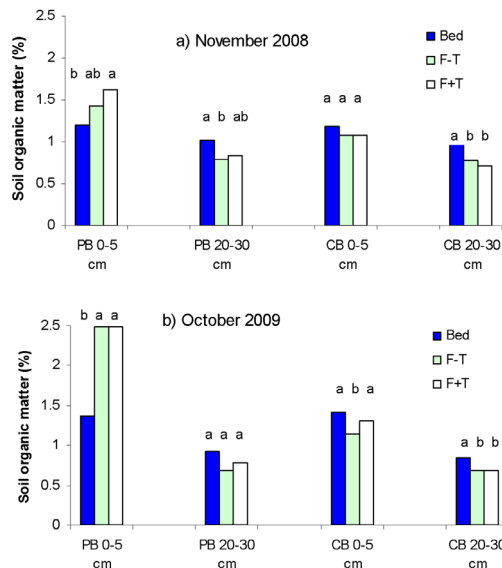 a) November 2008
Soil organic matter (%)
2.5
2
1.5
1
0.5
0
Bed
F-T
F+T
b ab a
a b ab
a a a
a b b
PB 0-5 cm
PB 20-30 cm
CB 0-5 cm
CB 20-30 cm
b) October 2009
Soil organic matter (%)
2.5
2
1.5
1
0.5
0
Bed
F-T
F+T
b a a
a a a
a b a
a b b
PB 0-5 cm
PB 20-30 cm
CB 0-5 cm
CB 20-30 cm